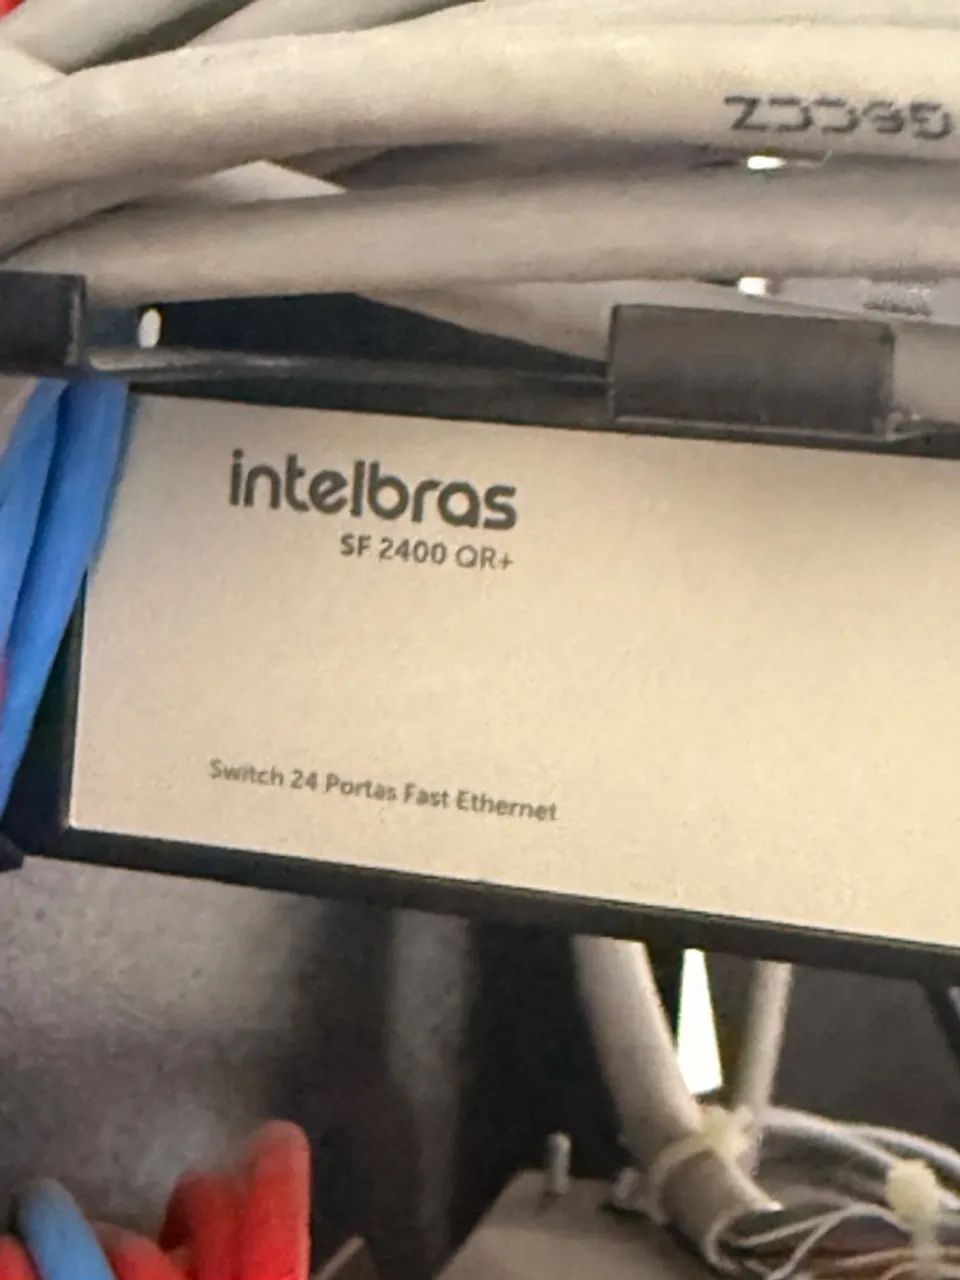 intelbras
SF 2400 QR+
Switch 24 Portas Fast Ethernet